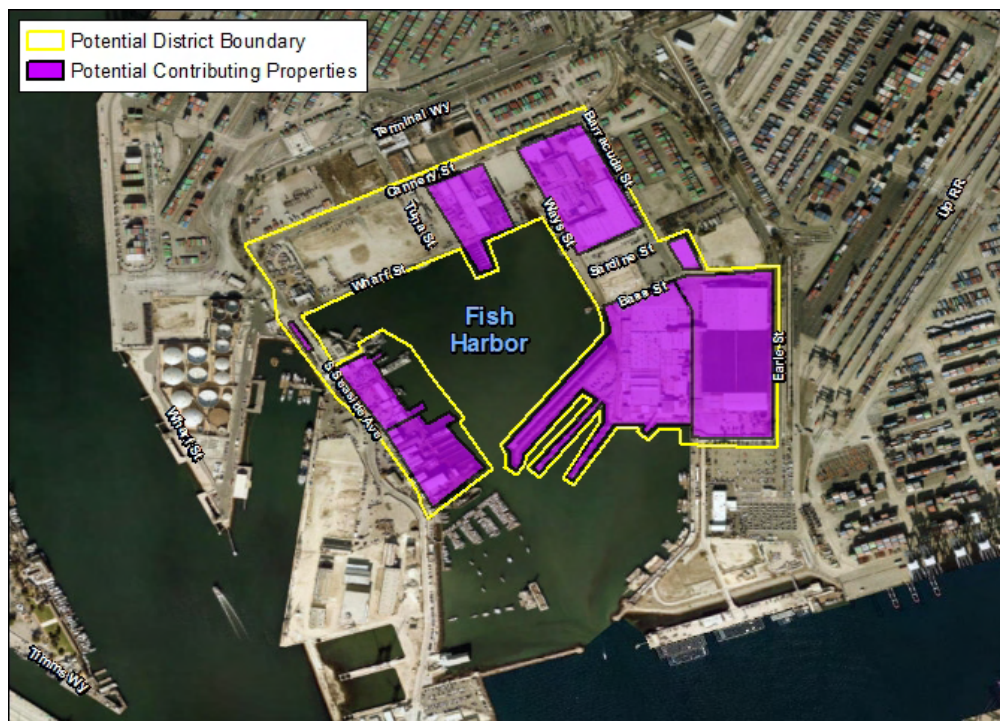 Potential District Boundary
Potential Contributing Properties
Terminal Wy
Barracuda St
Cannery St
Tuna St
Ways St
Up RR
Sardine St
Wharf St
Bass St
Fish
Harbor
Earle St
S Seaside Ave
Wharf St
Timms Wy